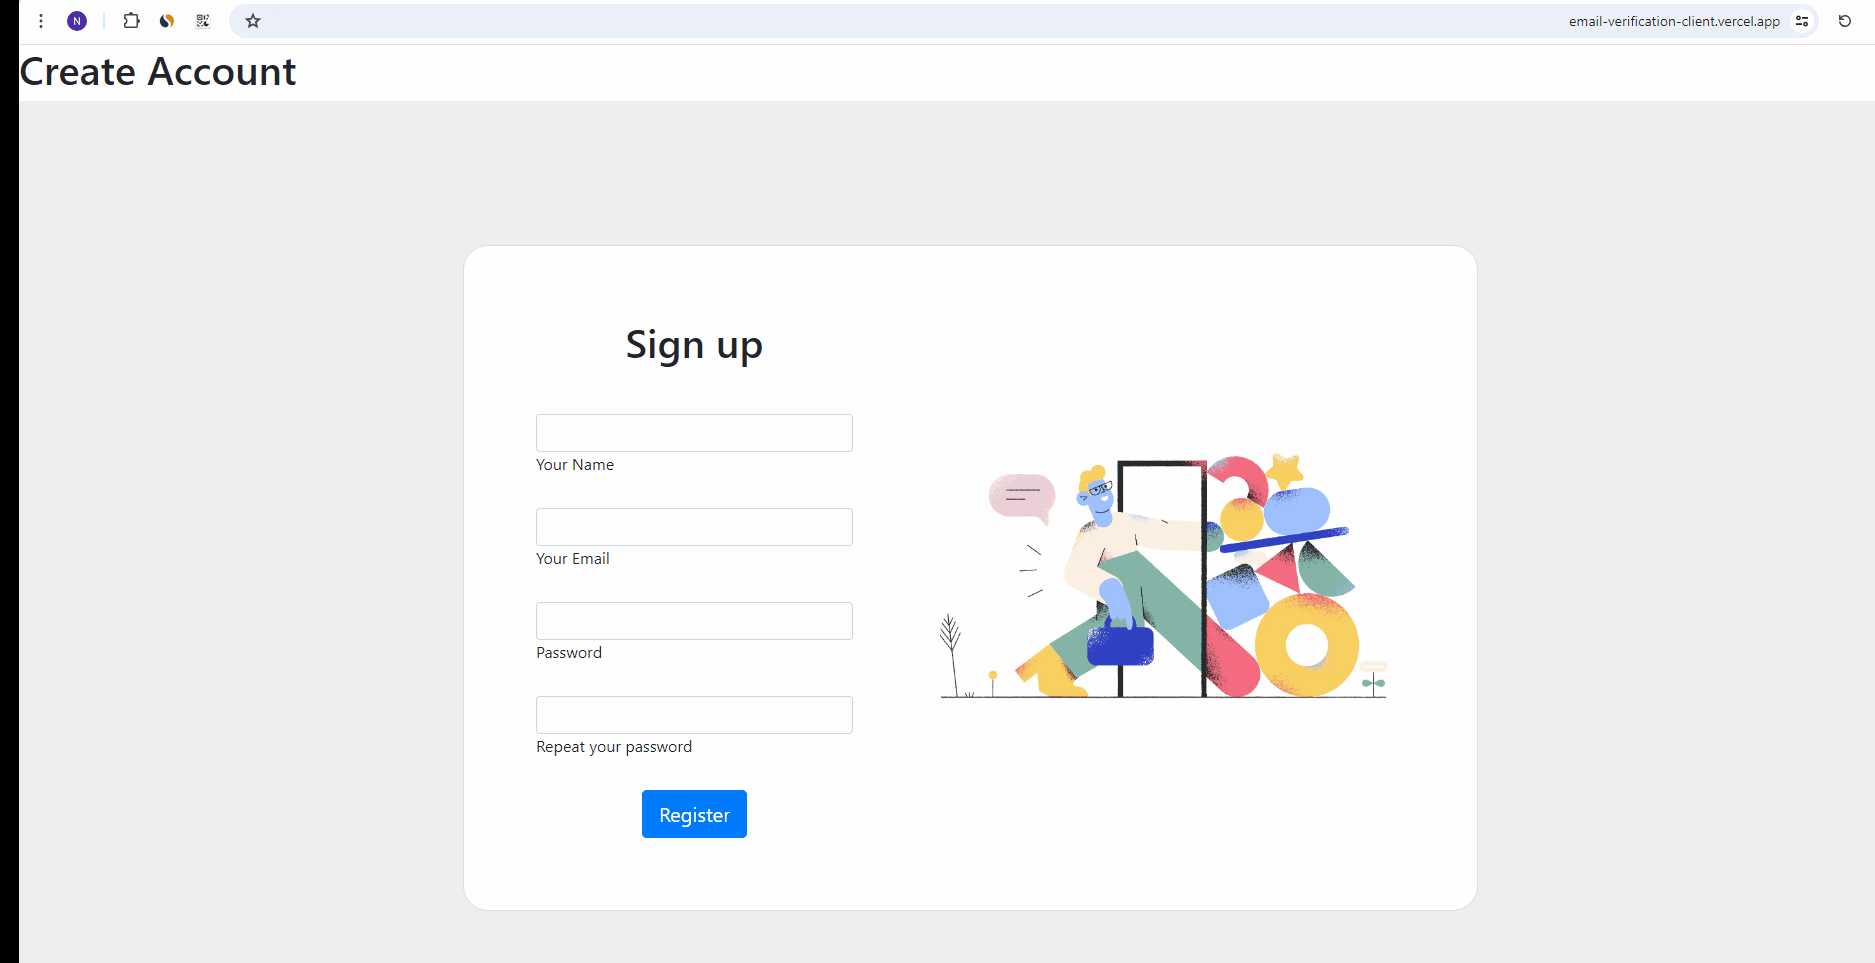 N
email-verification-client.vercel.app
Create Account
Sign up
Your Name
Your Email
Password
Repeat your password
Register